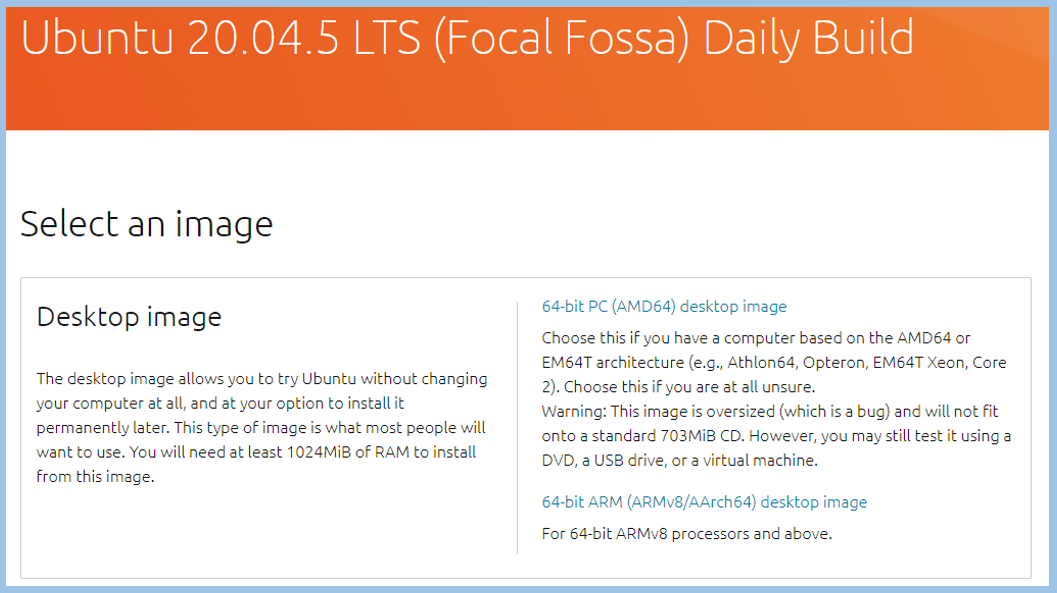 Ubuntu 20.04.5 LTS (Focal Fossa) Daily Build
Select an image
Desktop image
The desktop image allows you to try Ubuntu without changing
your computer at all, and at your option to install it
permanently later. This type of image is what most people will
want to use. You will need at least 1024MiB of RAM to install
from this image.
64-bit PC (AMD64) desktop image
Choose this if you have a computer based on the AMD64 or
EM64T architecture (e.g., Athlon64, Opteron, EM64T Xeon, Core
2). Choose this if you are at all unsure.
Warning: This image is oversized (which is a bug) and will not fit
onto a standard 703MiB CD. However, you may still test it using a
DVD, a USB drive, or a virtual machine.
64-bit ARM (ARMv8/AArch64) desktop image
For 64-bit ARMv8 processors and above.